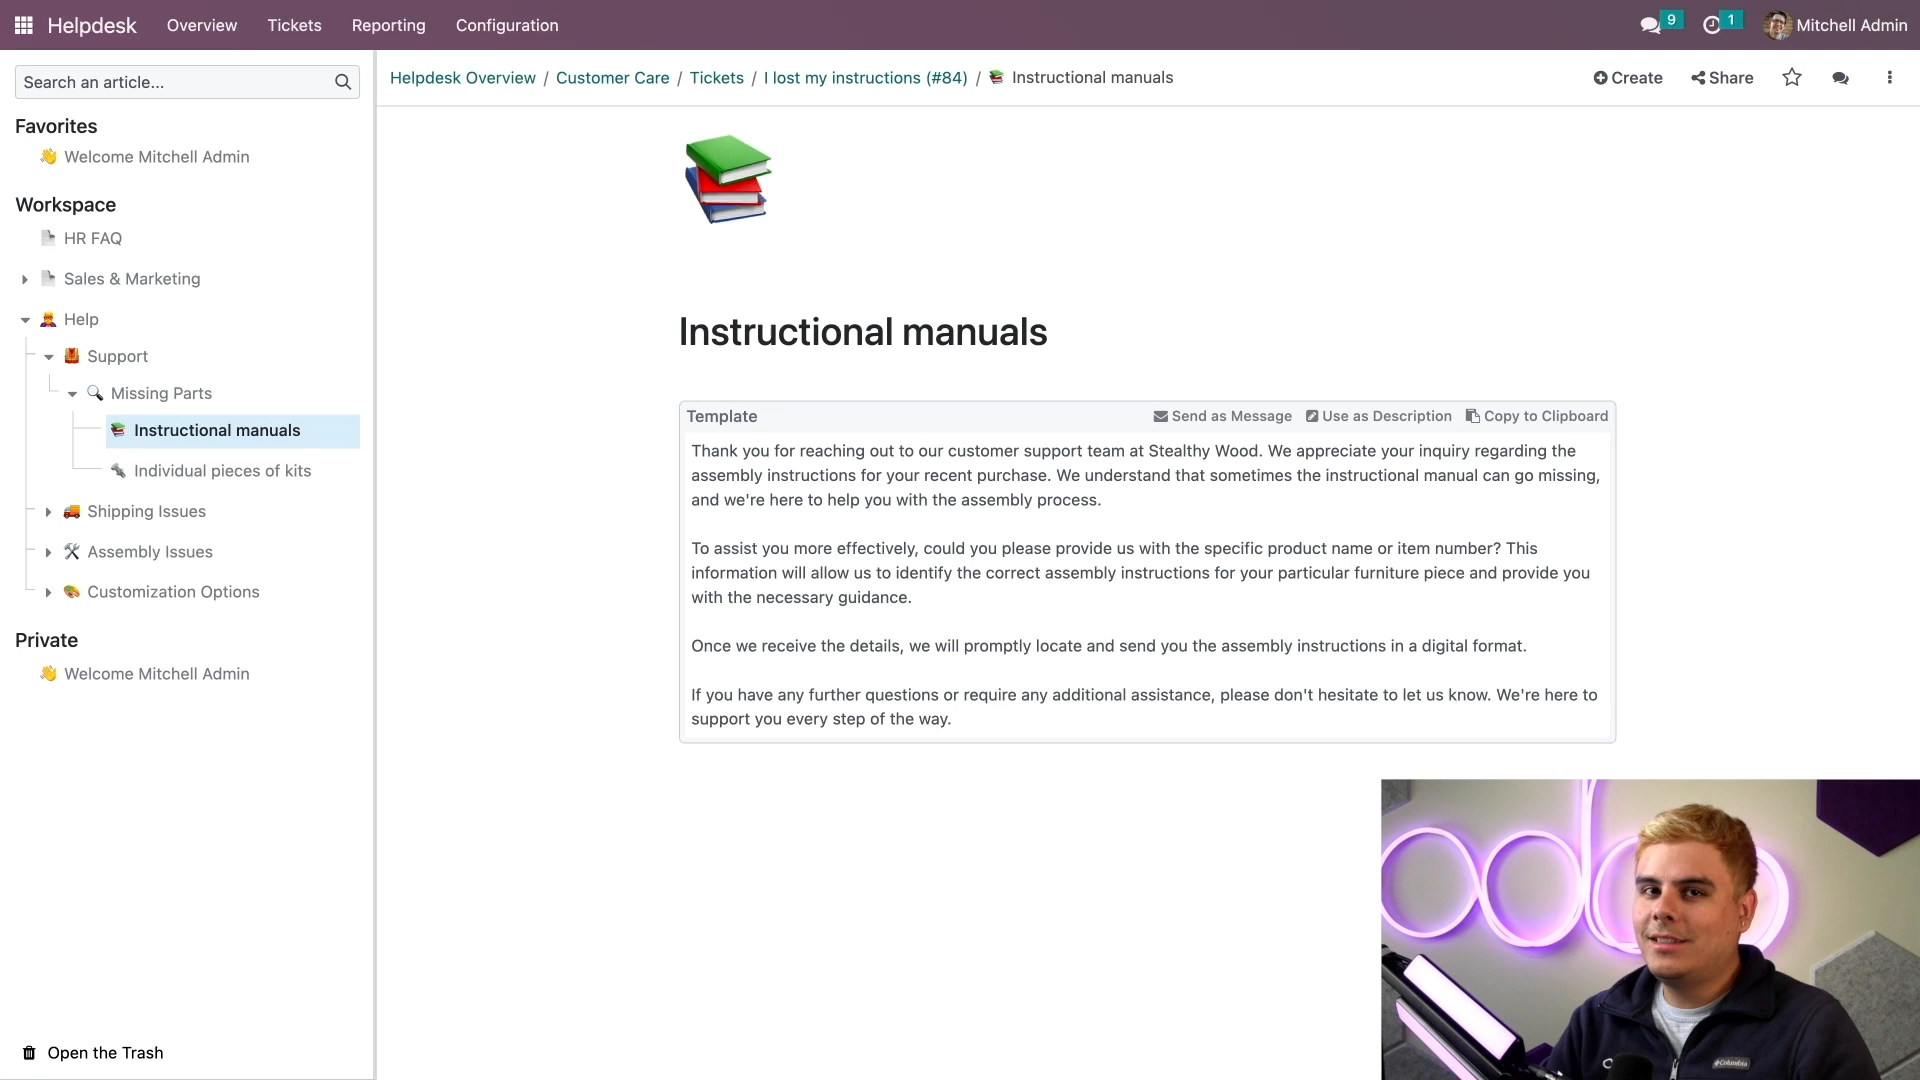 Helpdesk Overview Tickets Reporting Configuration 9 1 Mitchell Admin
Search an article...
Helpdesk Overview / Customer Care / Tickets / I lost my instructions (#84) / Instructional manuals
Create Share
Favorites
Welcome Mitchell Admin
Workspace
HR FAQ
Sales & Marketing
Help
Support
Missing Parts
Instructional manuals
Individual pieces of kits
Shipping Issues
Assembly Issues
Customization Options
Private
Welcome Mitchell Admin
Open the Trash
Instructional manuals
Template Send as Message Use as Description Copy to Clipboard
Thank you for reaching out to our customer support team at Stealthy Wood. We appreciate your inquiry regarding the
assembly instructions for your recent purchase. We understand that sometimes the instructional manual can go missing,
and we're here to help you with the assembly process.
To assist you more effectively, could you please provide us with the specific product name or item number? This
information will allow us to identify the correct assembly instructions for your particular furniture piece and provide you
with the necessary guidance.
Once we receive the details, we will promptly locate and send you the assembly instructions in a digital format.
If you have any further questions or require any additional assistance, please don't hesitate to let us know. We're here to
support you every step of the way.
odoo
Columbia